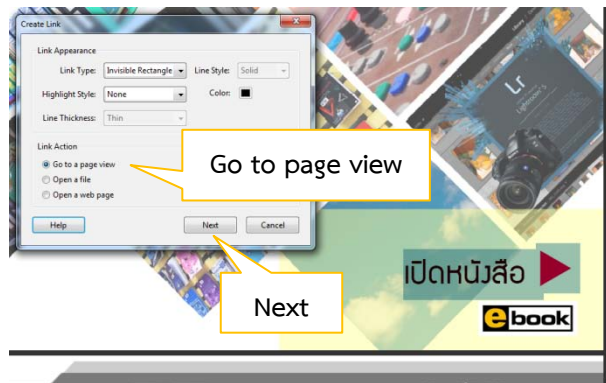 Create Link
Link Appearance
Link Type: Invisible Rectangle Line Style: Solid
Highlight Style: None Color:
Line Thickness: Thin
Link Action
Go to a page view
Open a file
Open a web page
Help Next Cancel
Go to page view
Next
Lr
เปิดหนังสือ
ebook